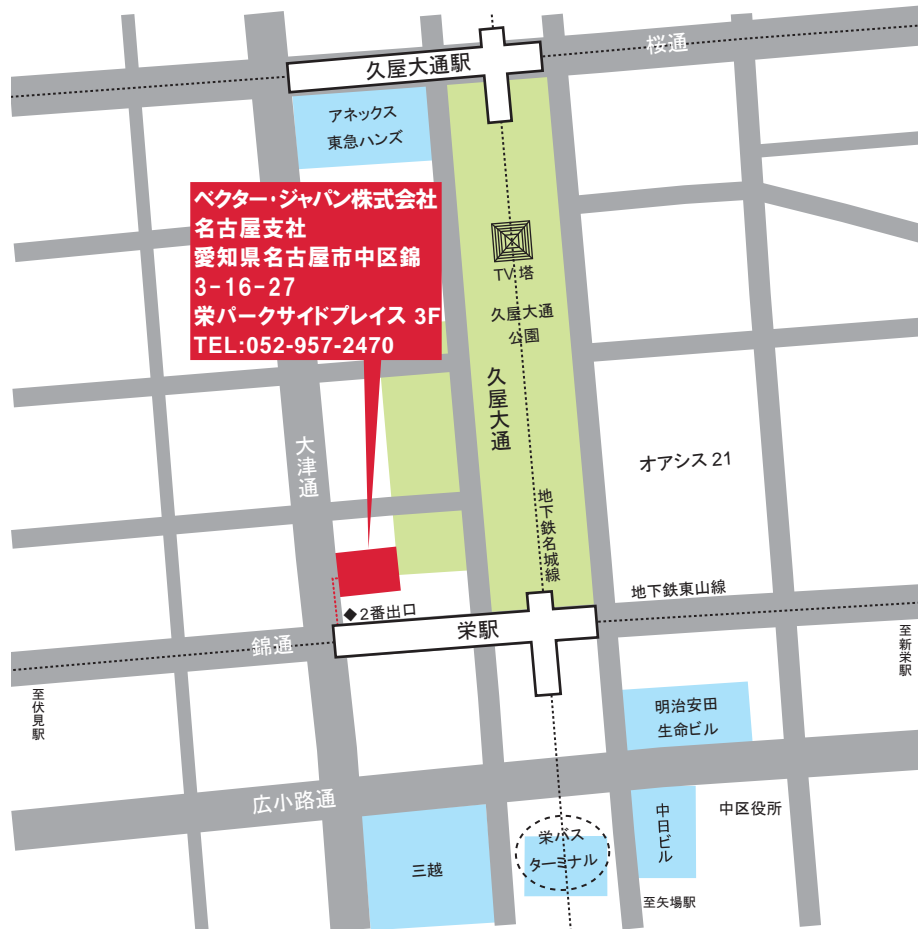 桜通
久屋大通駅
アネックス
東急ハンズ
ベクター・ジャパン株式会社
名古屋支社
愛知県名古屋市中区錦
3-16-27
栄パークサイドプレイス 3F
TEL:052-957-2470
TV塔
久屋大通
公園
久屋大通
大津通
オアシス21
地下鉄名城線
地下鉄東山線
◆2番出口
栄駅
錦通
至新栄駅
至伏見駅
明治安田
生命ビル
広小路通
中日ビル
中区役所
栄バス
ターミナル
三越
至矢場駅